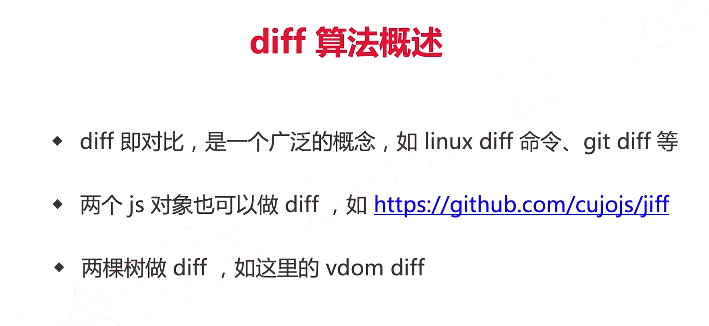 diff 算法概述
◆ diff 即对比，是一个广泛的概念，如 linux diff 命令、git diff 等
◆ 两个 js 对象也可以做 diff ，如 https://github.com/cujojs/jiff
◆ 两棵树做 diff ，如这里的 vdom diff